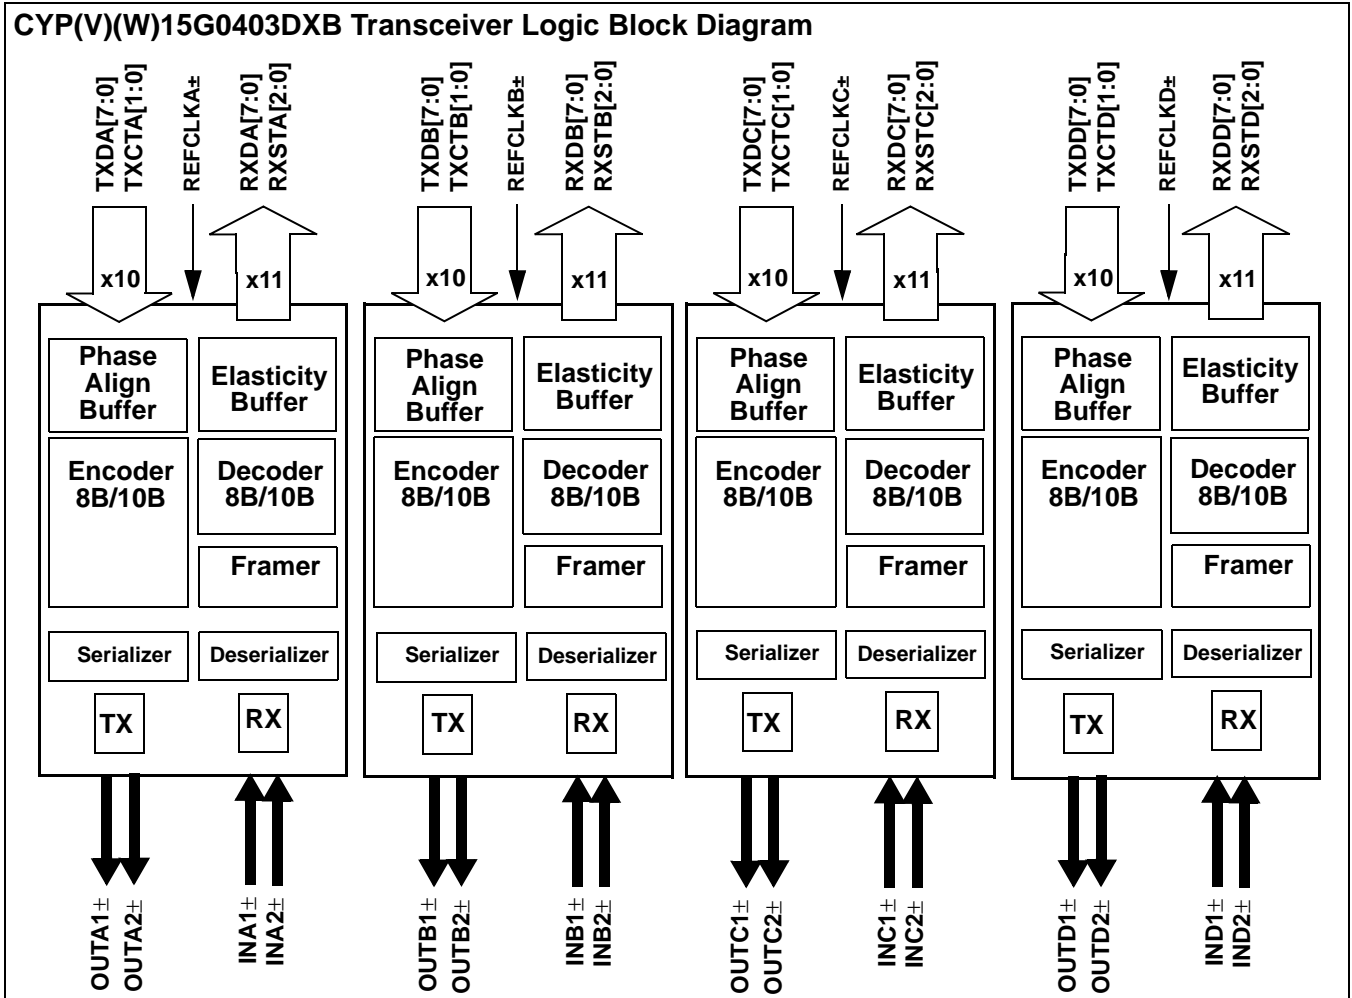 CYP(V)(W)15G0403DXB Transceiver Logic Block Diagram
TXDA[7:0]
TXCTA[1:0]
REFCLKA±
RXDA[7:0]
RXSTA[2:0]
TXDB[7:0]
TXCTB[1:0]
REFCLKB±
RXDB[7:0]
RXSTB[2:0]
TXDC[7:0]
TXCTC[1:0]
REFCLKC±
RXDC[7:0]
RXSTC[2:0]
TXDD[7:0]
TXCTD[1:0]
REFCLKD±
RXDD[7:0]
RXSTD[2:0]
x10
x11
x10
x11
x10
x11
x10
x11
Phase
Align
Buffer
Elasticity
Buffer
Phase
Align
Buffer
Elasticity
Buffer
Phase
Align
Buffer
Elasticity
Buffer
Phase
Align
Buffer
Elasticity
Buffer
Encoder
8B/10B
Decoder
8B/10B
Encoder
8B/10B
Decoder
8B/10B
Encoder
8B/10B
Decoder
8B/10B
Encoder
8B/10B
Decoder
8B/10B
Framer
Framer
Framer
Framer
Serializer
Deserializer
Serializer
Deserializer
Serializer
Deserializer
Serializer
Deserializer
TX
RX
TX
RX
TX
RX
TX
RX
OUTA1±
OUTA2±
INA1±
INA2±
OUTB1±
OUTB2±
INB1±
INB2±
OUTC1±
OUTC2±
INC1±
INC2±
OUTD1±
OUTD2±
IND1±
IND2±